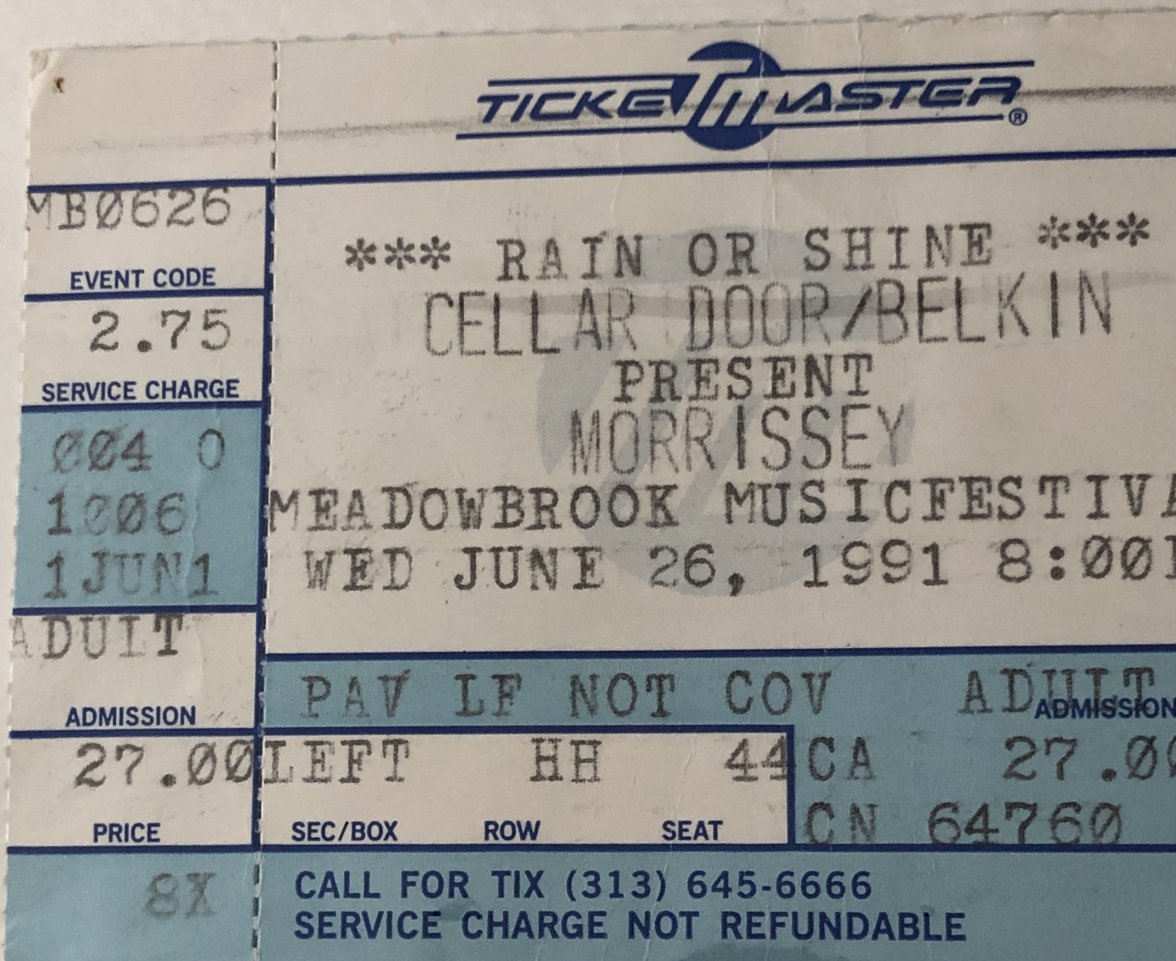 TICKETMASTER®
MB0626
EVENT CODE
2.75
SERVICE CHARGE
004 0
1006
1JUN1
ADULT
ADMISSION
27.00
PRICE
8X
*** RAIN OR SHINE ***
CELLAR DOOR/BELKIN
PRESENT
MORRISSEY
MEADOWBROOK MUSICFESTIVA
WED JUNE 26, 1991 8:00
PAV LF NOT COV ADULT
ADMISSION
LEFT HH 44
SEC/BOX ROW SEAT
CA 27.00
CN 64760
CALL FOR TIX (313) 645-6666
SERVICE CHARGE NOT REFUNDABLE